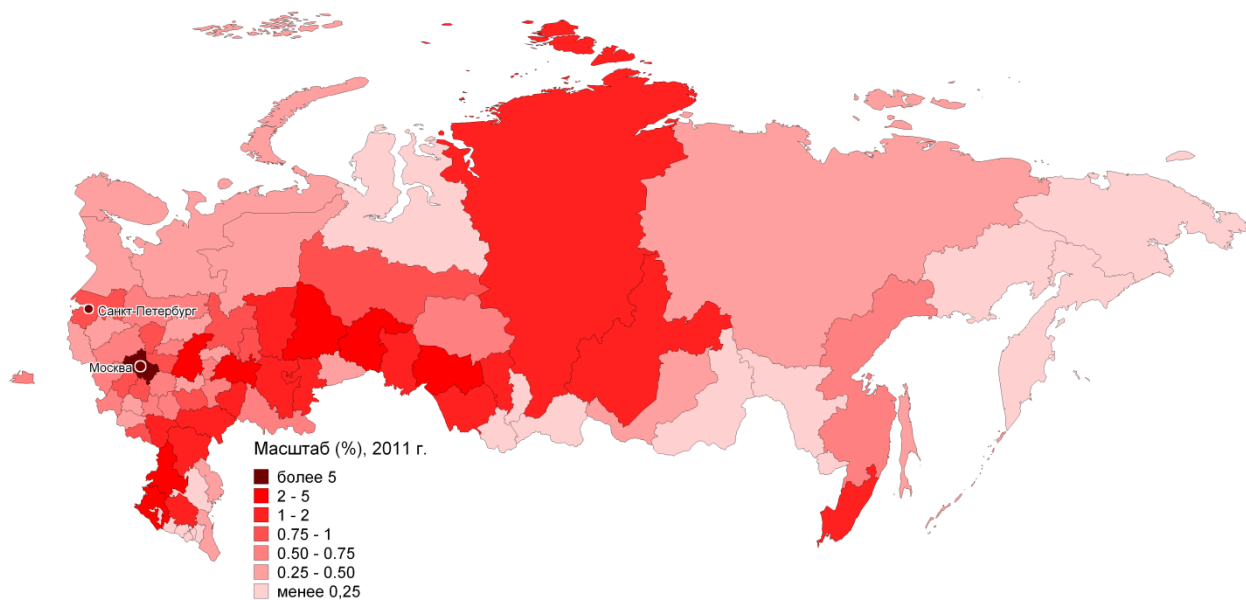 Санкт-Петербург
Москва
Масштаб (%), 2011 г.
более 5
2 - 5
1 - 2
0.75 - 1
0.50 - 0.75
0.25 - 0.50
менее 0,25